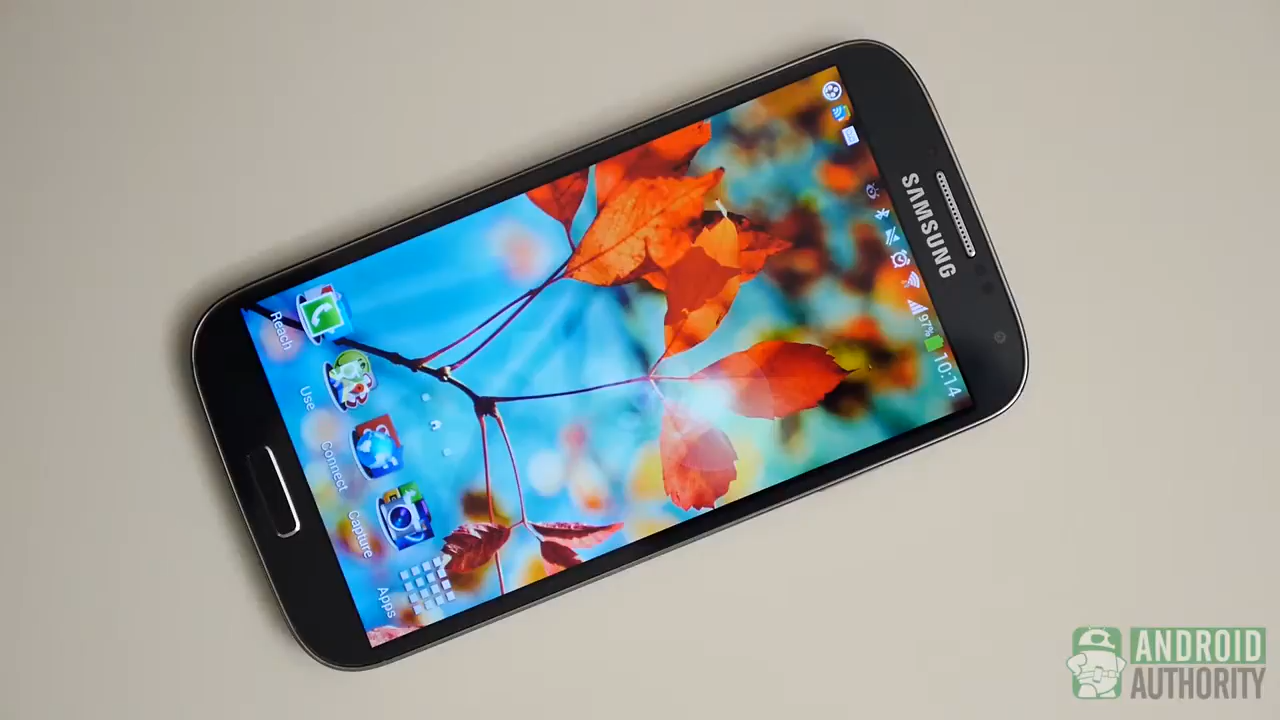 SAMSUNG
97%
10:14
Reach
Use
Connect
Capture
Apps
ANDROID
AUTHORITY